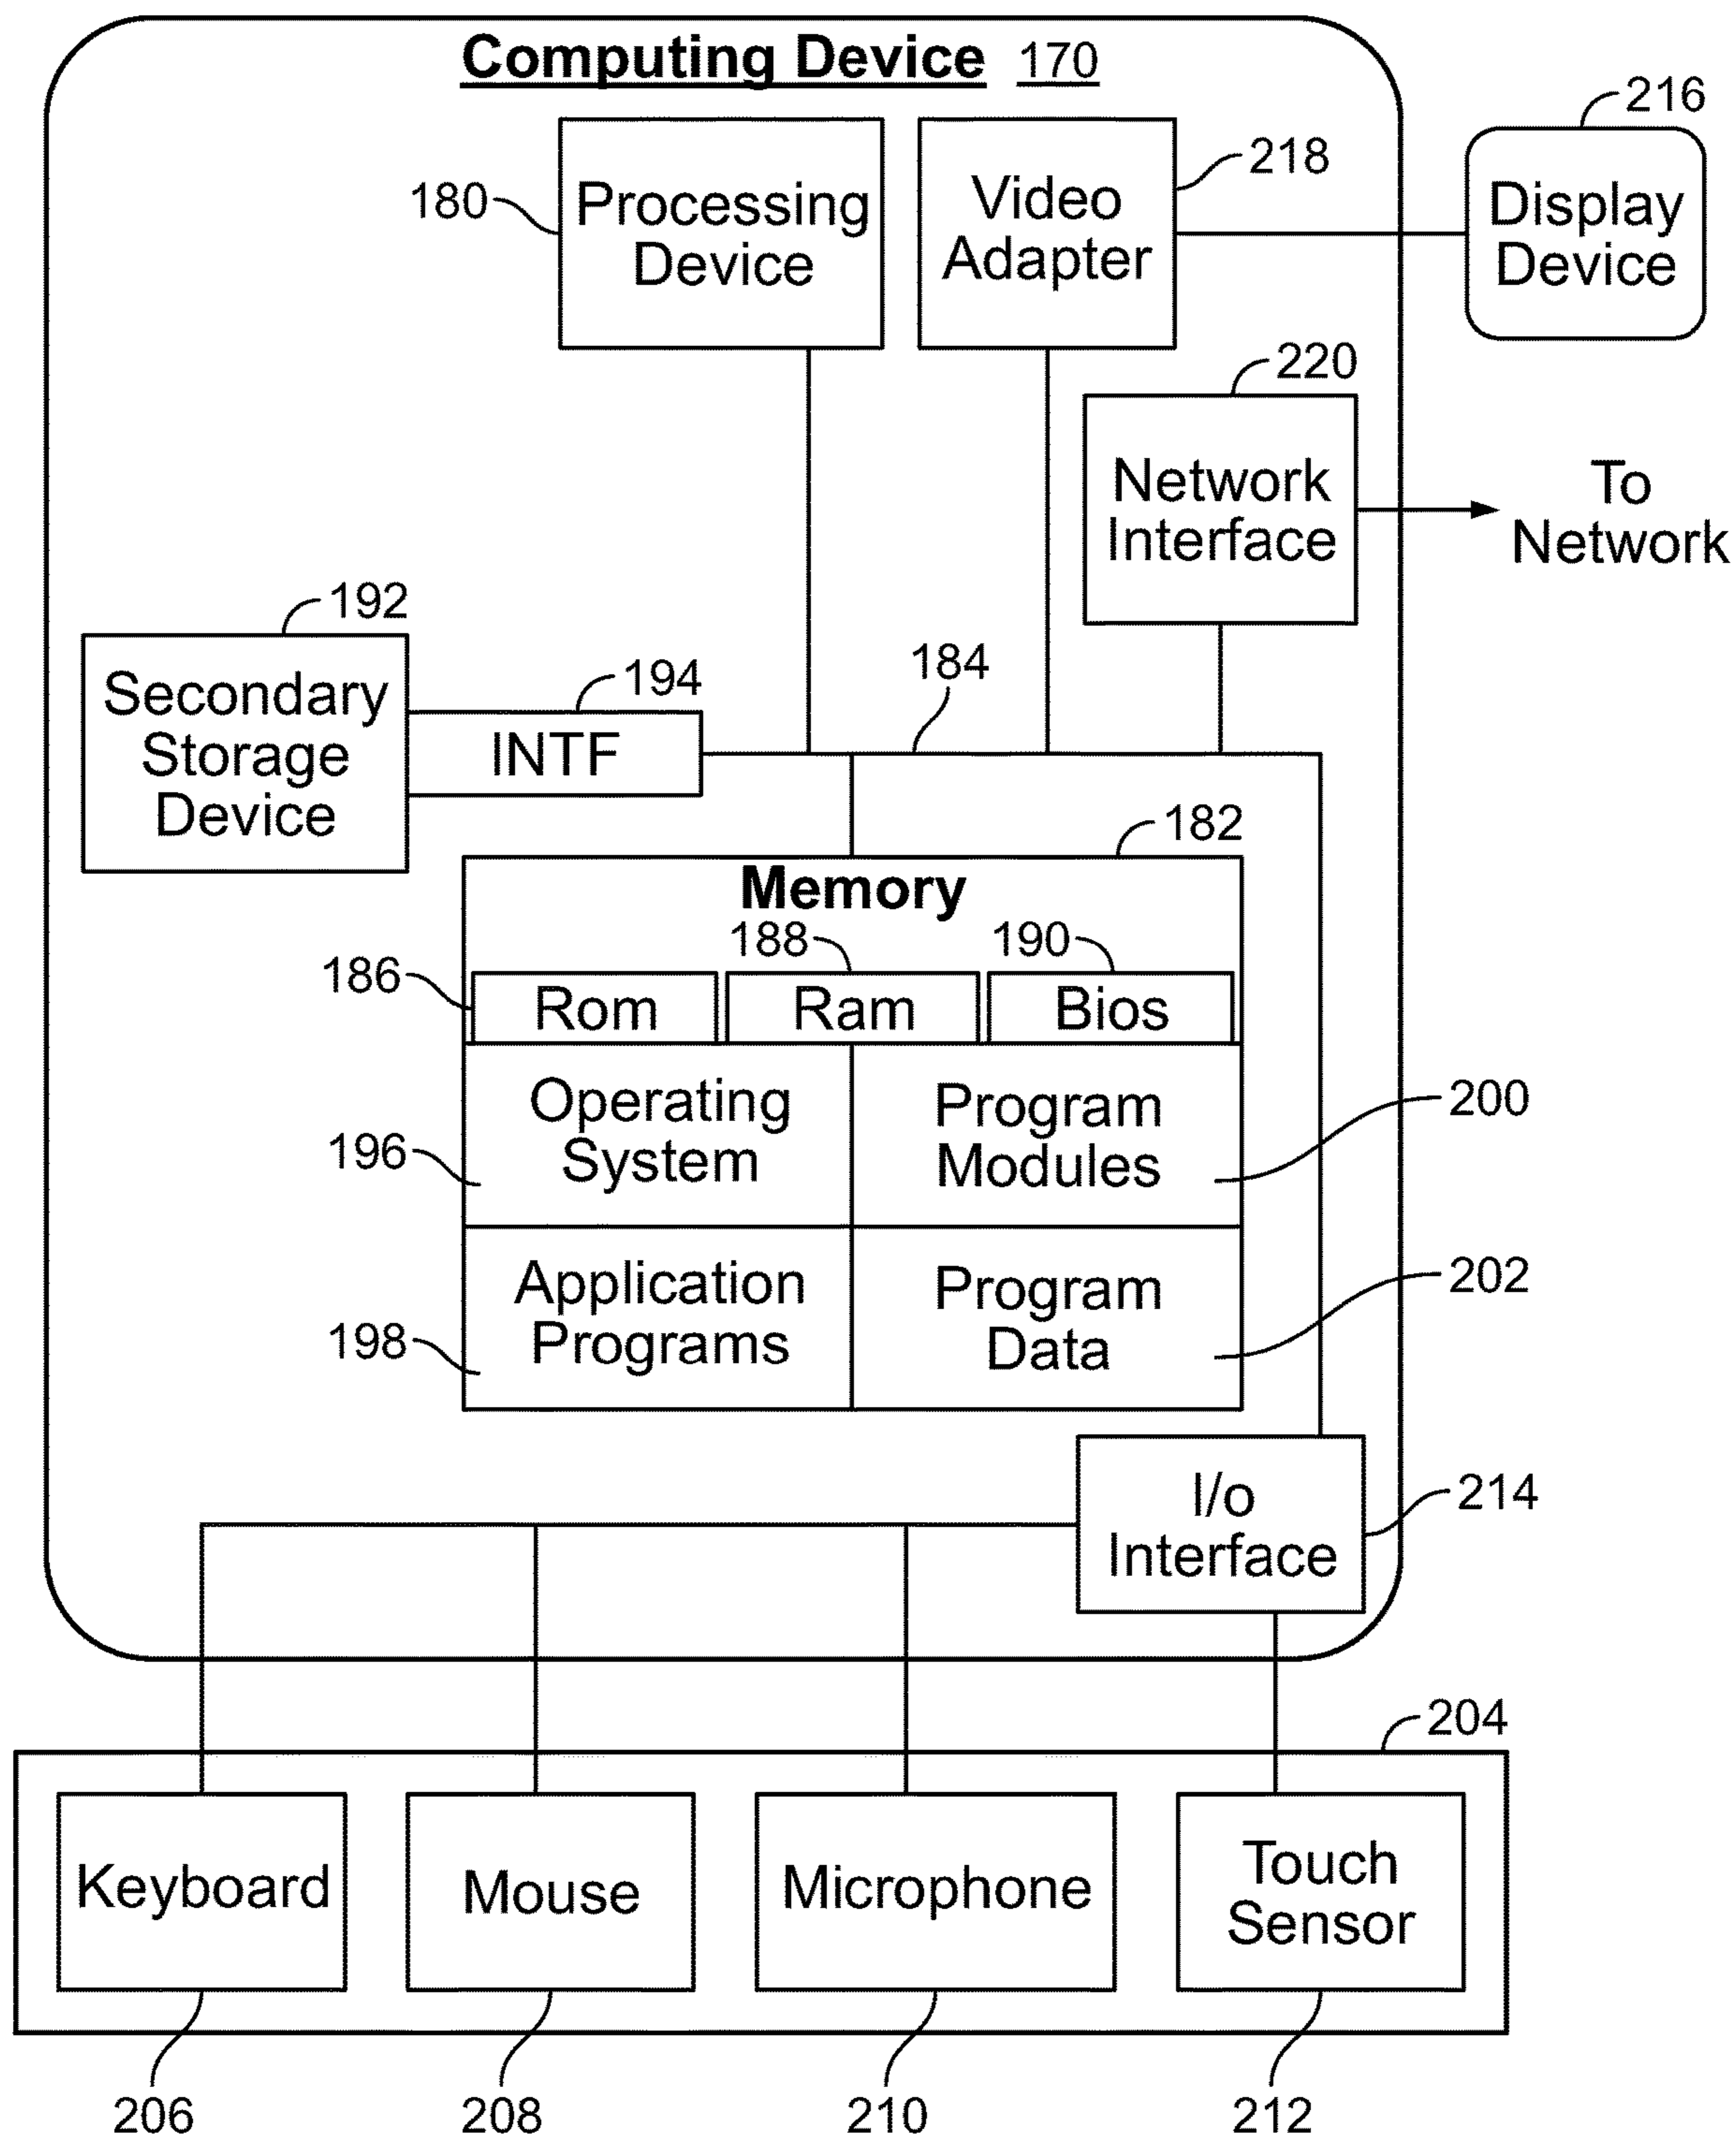 Computing Device 170
216
180
Processing
Device
218
Video
Adapter
Display
Device
220
Network
Interface
To
Network
192
Secondary
Storage
Device
194
INTF
184
182
Memory
188
190
186
Rom
Ram
Bios
Operating
System
196
Program
Modules
200
Application
Programs
198
Program
Data
202
I/o
Interface
214
204
Keyboard
Mouse
Microphone
Touch
Sensor
206
208
210
212